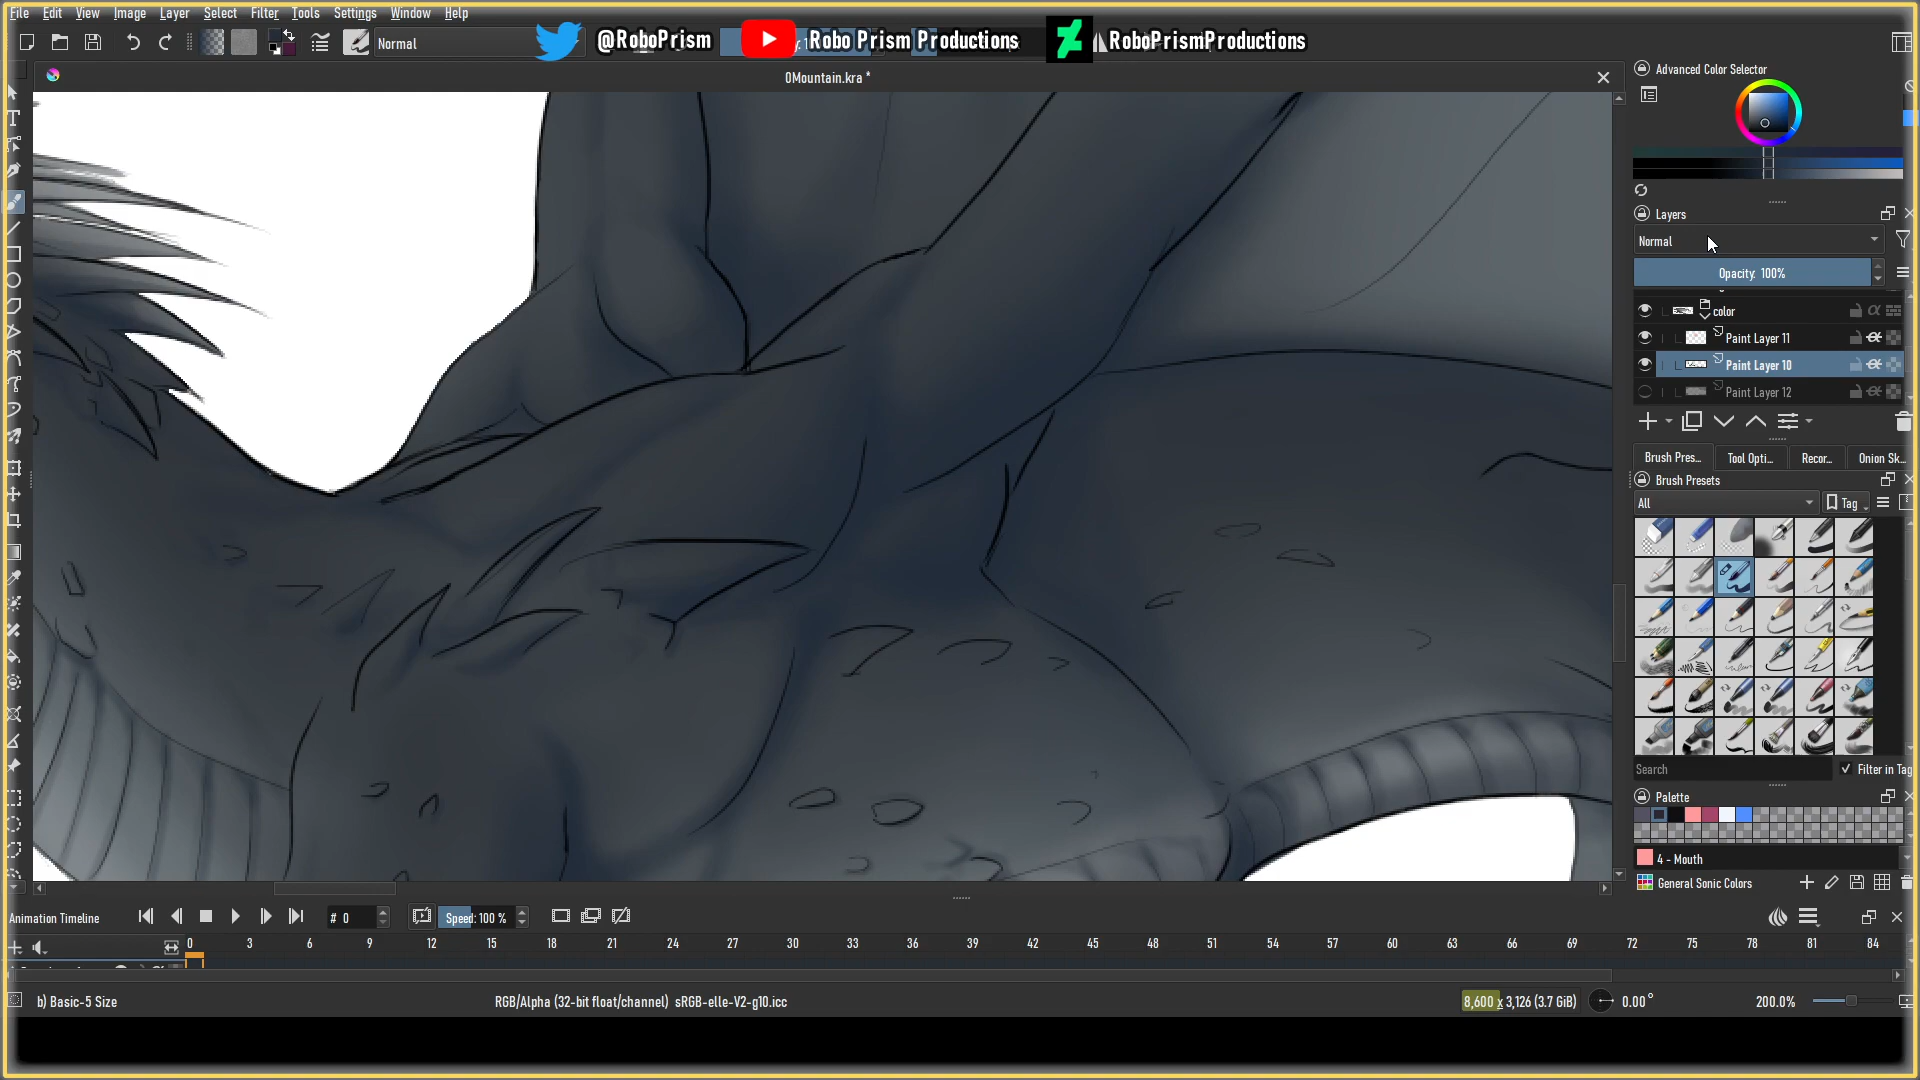 File Edit View Image Layer Select Filter Tools Settings Window Help
Normal
@RoboPrism
Robo Prism Productions
RoboPrismProductions
0Mountain.kra *
Advanced Color Selector
Layers
Normal
Opacity: 100%
color
Paint Layer 11
Paint Layer 10
Paint Layer 12
Brush Pres... Tool Opti... Recor... Onion Sk...
Brush Presets
All
Tag
Search
Filter in Tag
Palette
4 - Mouth
General Sonic Colors
Animation Timeline
# 0
Speed: 100 %
0 3 6 9 12 15 18 21 24 27 30 33 36 39 42 45 48 51 54 57 60 63 66 69 72 75 78 81 84
b) Basic-5 Size
RGB/Alpha (32-bit float/channel) sRGB-elle-V2-g10.icc
8,600 x 3,126 (3.7 GiB)
0.00°
200.0%